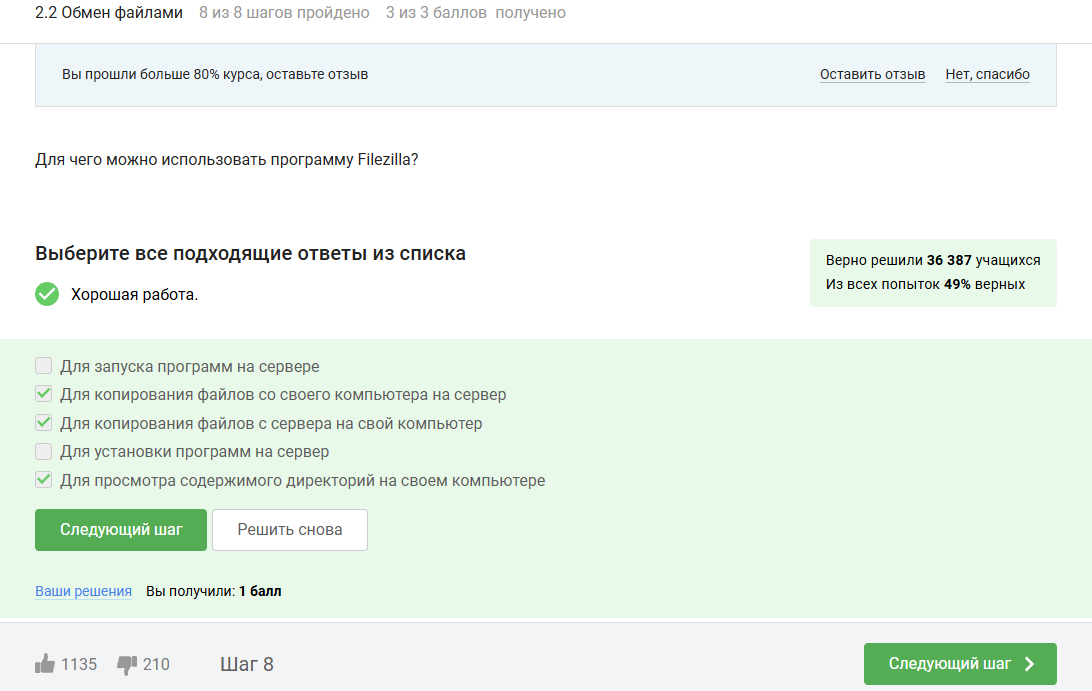 2.2 Обмен файлами 8 из 8 шагов пройдено 3 из 3 баллов получено
Вы прошли больше 80% курса, оставьте отзыв Оставить отзыв Нет, спасибо
Для чего можно использовать программу Filezilla?
Выберите все подходящие ответы из списка
Верно решили 36 387 учащихся
Из всех попыток 49% верных
Хорошая работа.
Для запуска программ на сервере
Для копирования файлов со своего компьютера на сервер
Для копирования файлов с сервера на свой компьютер
Для установки программ на сервер
Для просмотра содержимого директорий на своем компьютере
Следующий шаг Решить снова
Ваши решения Вы получили: 1 балл
1135 210 Шаг 8 Следующий шаг